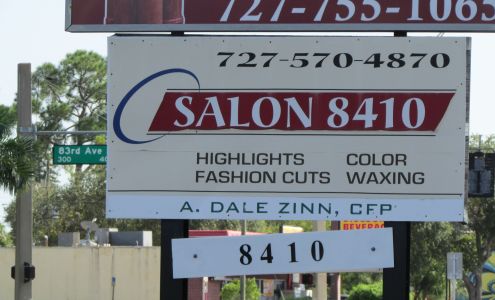 727-755-1065
727-570-4870
SALON 8410
83rd Ave
300
HIGHLIGHTS COLOR
FASHION CUTS WAXING
A. DALE ZINN, CFP
BEVERAG
8410